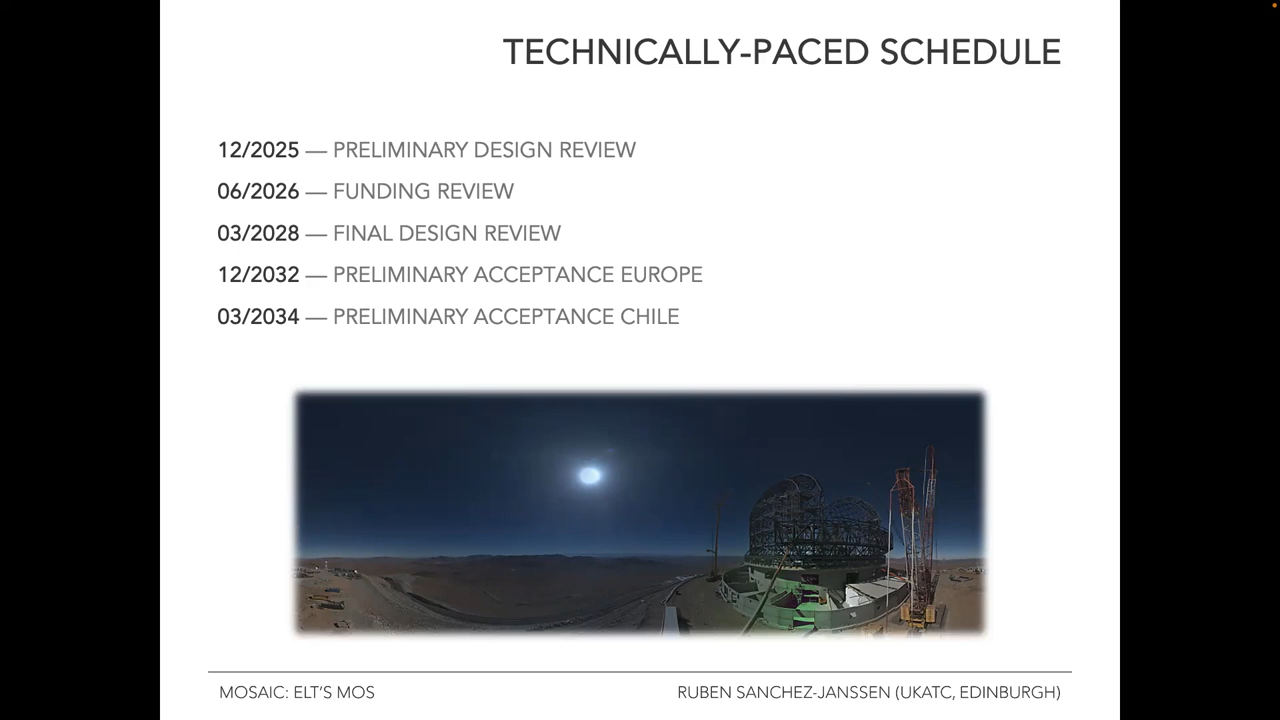 TECHNICALLY-PACED SCHEDULE
12/2025 — PRELIMINARY DESIGN REVIEW
06/2026 — FUNDING REVIEW
03/2028 — FINAL DESIGN REVIEW
12/2032 — PRELIMINARY ACCEPTANCE EUROPE
03/2034 — PRELIMINARY ACCEPTANCE CHILE
MOSAIC: ELT'S MOS
RUBEN SANCHEZ-JANSSEN (UKATC, EDINBURGH)